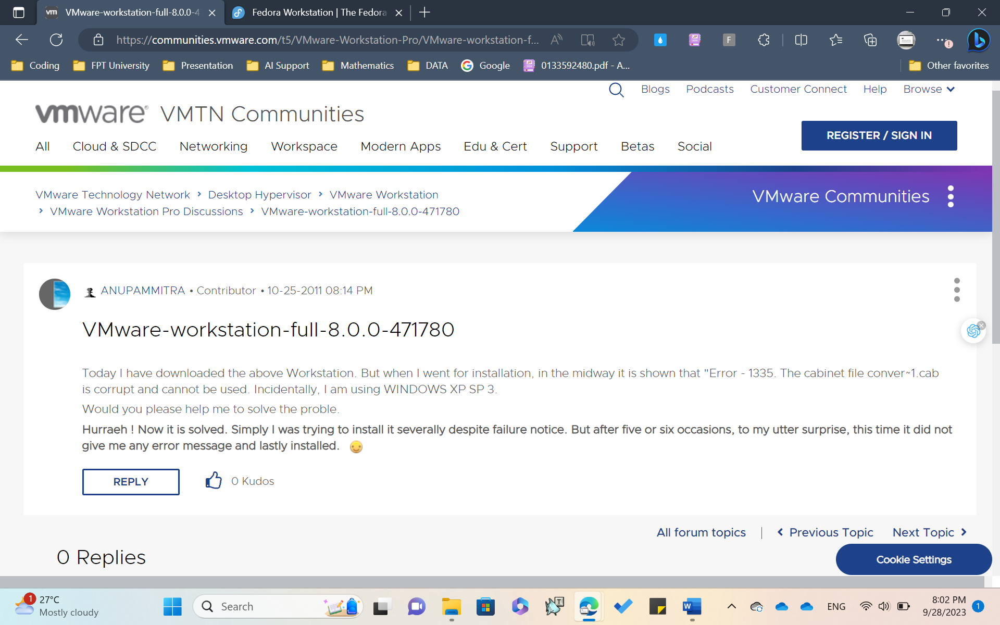 VMware-workstation-full-8.0.0-4
Fedora Workstation | The Fedora
https://communities.vmware.com/t5/VMware-Workstation-Pro/VMware-workstation-f...
Coding
FPT University
Presentation
AI Support
Mathematics
DATA
Google
0133592480.pdf - A...
Other favorites
Blogs
Podcasts
Customer Connect
Help
Browse
vmware VMTN Communities
REGISTER / SIGN IN
All
Cloud & SDCC
Networking
Workspace
Modern Apps
Edu & Cert
Support
Betas
Social
VMware Technology Network › Desktop Hypervisor › VMware Workstation
› VMware Workstation Pro Discussions › VMware-workstation-full-8.0.0-471780
VMware Communities
ANUPAMMITRA • Contributor • 10-25-2011 08:14 PM
VMware-workstation-full-8.0.0-471780
Today I have downloaded the above Workstation. But when I went for installation, in the midway it is shown that "Error - 1335. The cabinet file conver~1.cab
is corrupt and cannot be used. Incidentally, I am using WINDOWS XP SP 3.
Would you please help me to solve the proble.
Hurraeh ! Now it is solved. Simply I was trying to install it severally despite failure notice. But after five or six occasions, to my utter surprise, this time it did not
give me any error message and lastly installed.
REPLY
0 Kudos
All forum topics
Previous Topic
Next Topic
0 Replies
Cookie Settings
1
27°C
Mostly cloudy
Search
ENG
8:02 PM
9/28/2023
1